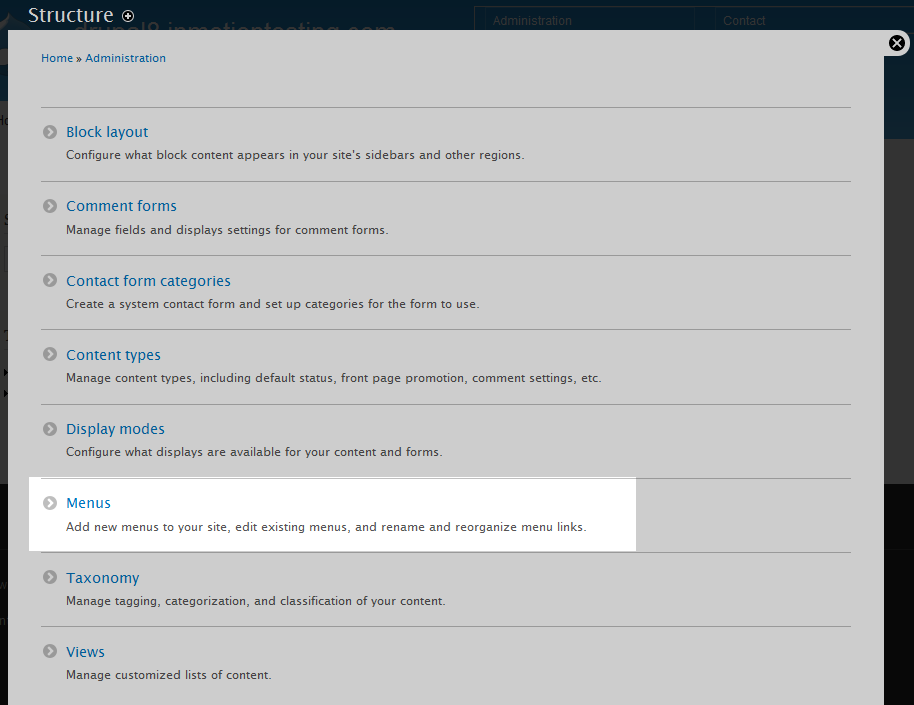 Structure
Administration
Contact
Home » Administration
Block layout
Configure what block content appears in your site's sidebars and other regions.
Comment forms
Manage fields and displays settings for comment forms.
Contact form categories
Create a system contact form and set up categories for the form to use.
Content types
Manage content types, including default status, front page promotion, comment settings, etc.
Display modes
Configure what displays are available for your content and forms.
Menus
Add new menus to your site, edit existing menus, and rename and reorganize menu links.
Taxonomy
Manage tagging, categorization, and classification of your content.
Views
Manage customized lists of content.